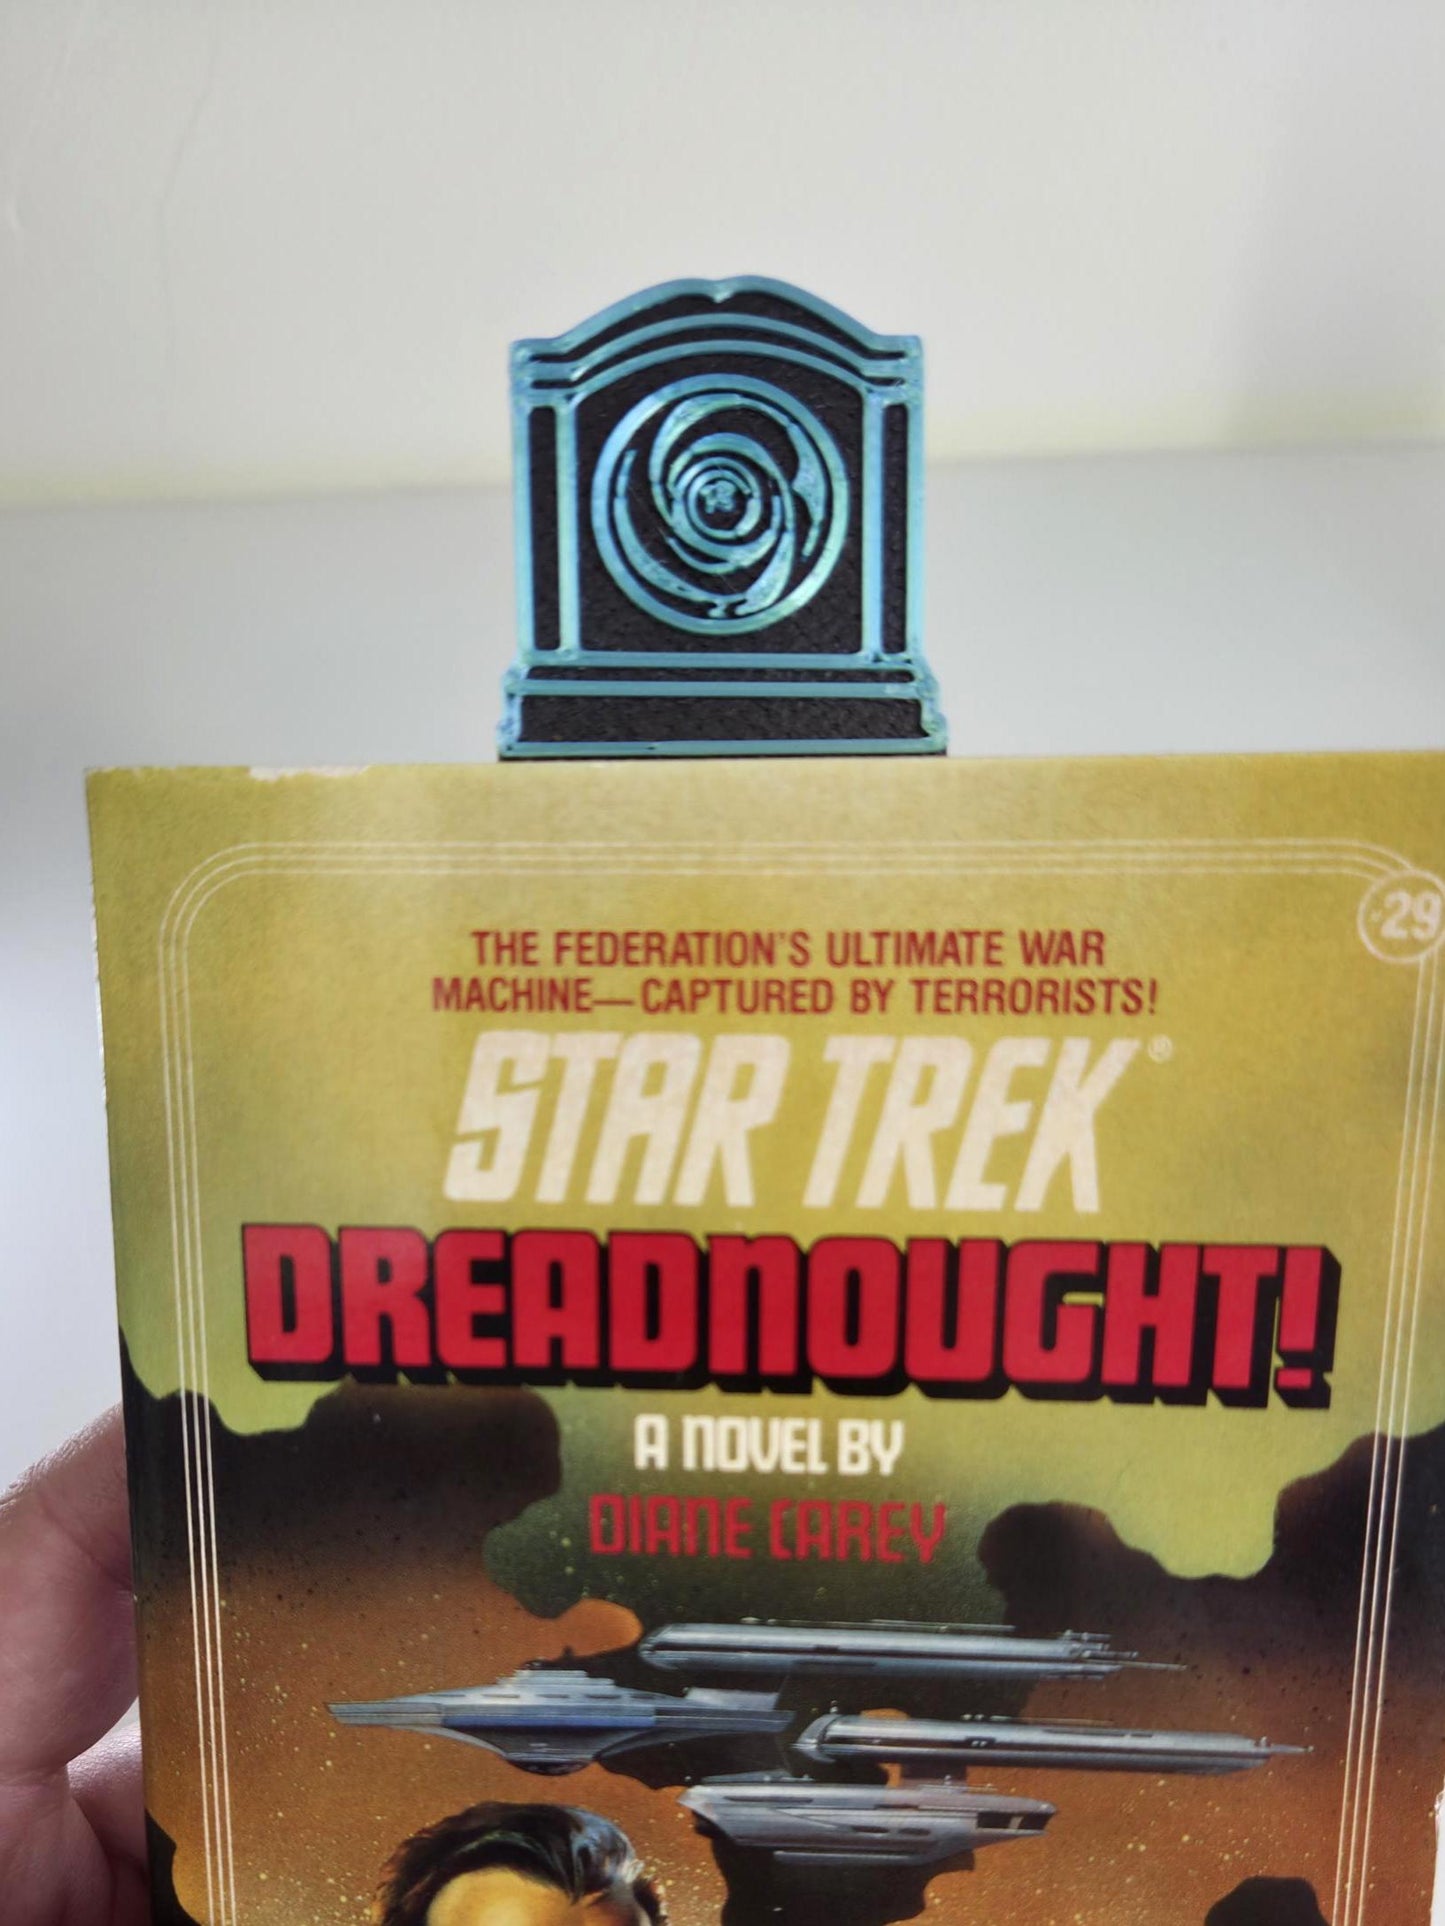 #29
THE FEDERATION'S ULTIMATE WAR
MACHINE—CAPTURED BY TERRORISTS!
STAR TREK®
DREADNOUGHT!
A NOVEL BY
DIANE CAREY